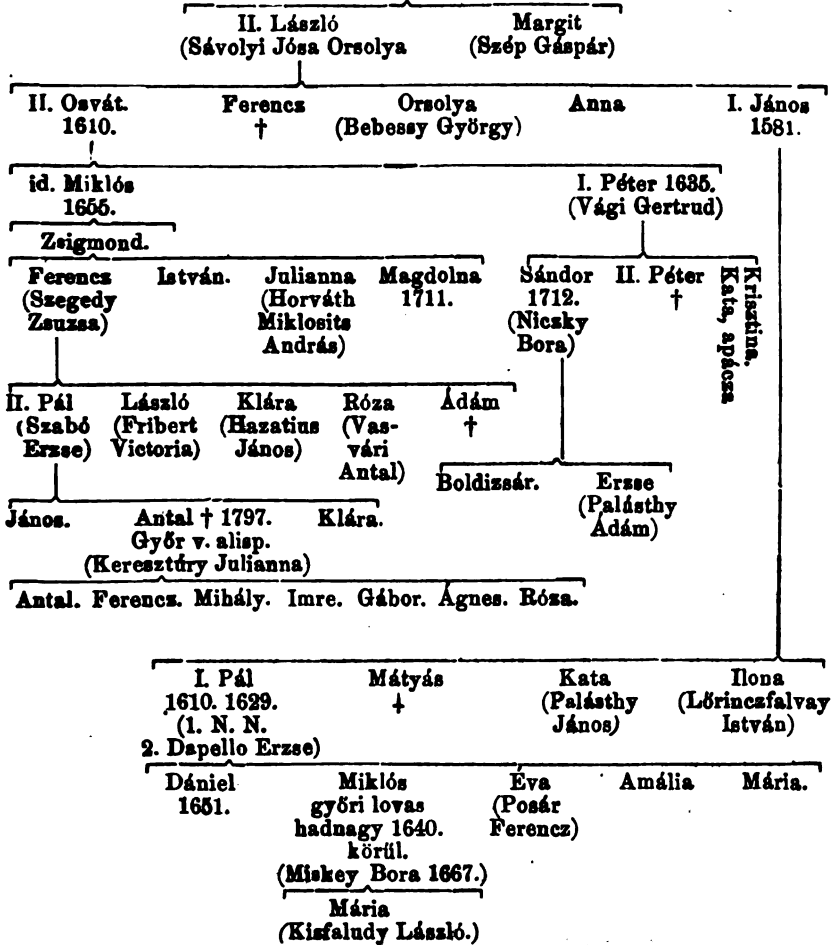 II. László Margit
(Sávolyi Jósa Orsolya (Szép Gáspár)
II. Osvát. Ferencz Orsolya Anna I. János
1610. † (Bebessy György) 1581.
id. Miklós I. Péter 1635.
1655. (Vági Gertrud)
Zsigmond.
Ferencz István. Julianna Magdolna Sándor II. Péter Krisztina.
(Szegedy (Horváth 1711. 1712. † Kata, apácza
Zsuzsa) Miklosits (Niczky
András) Bora)
II. Pál László Klára Róza Ádám
(Szabó (Fribert (Hazatius (Vas- †
Erzse) Victoria) János) vári
Antal)
Boldizsár. Erzse
(Palásthy
Ádám)
János. Antal † 1797. Klára.
Győr v. alisp.
(Keresztúry Julianna)
Antal. Ferencz. Mihály. Imre. Gábor. Ágnes. Róza.
I. Pál Mátyás Kata Ilona
1610. 1629. † (Palásthy (Lőrinczfalvay
(1. N. N. János) István)
2. Dapello Erzse)
Dániel Miklós Éva Amália Mária.
1651. győri lovas (Posár
hadnagy 1640. Ferencz)
körűl.
(Miskey Bora 1667.)
Mária
(Kisfaludy László.)